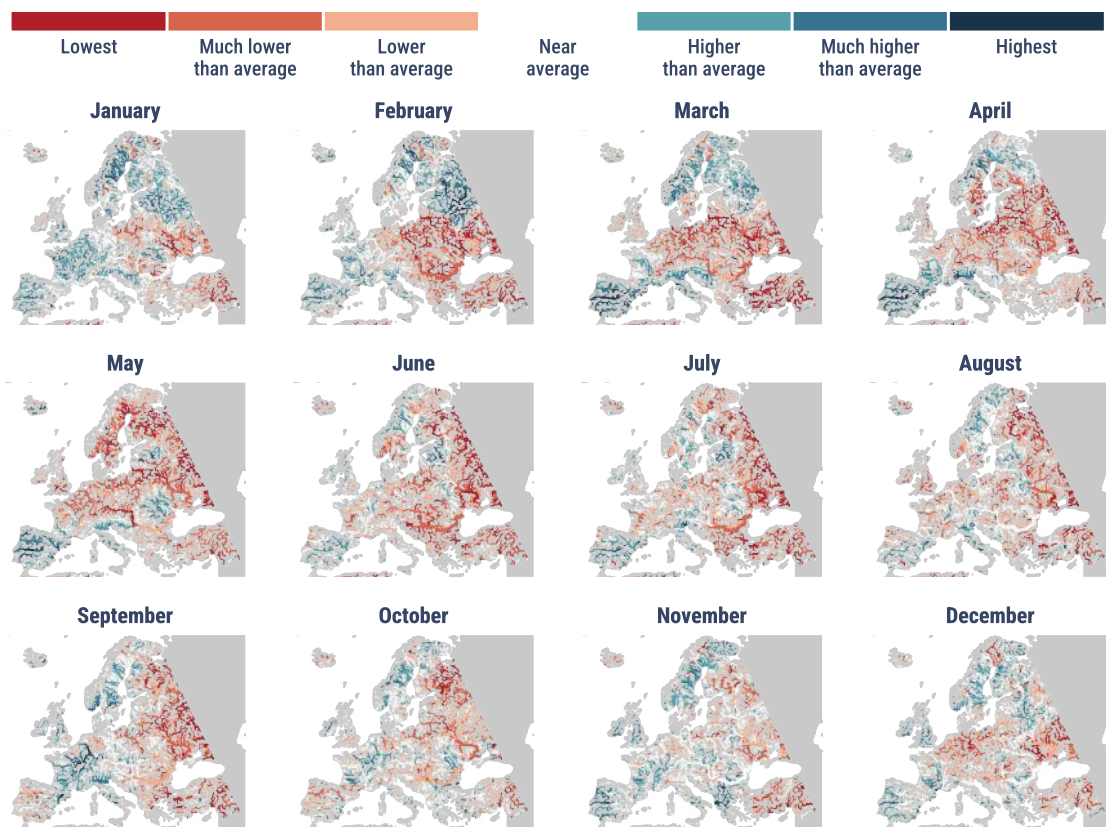 Lowest
Much lower
than average
Lower
than average
Near
average
Higher
than average
Much higher
than average
Highest
January
February
March
April
May
June
July
August
September
October
November
December